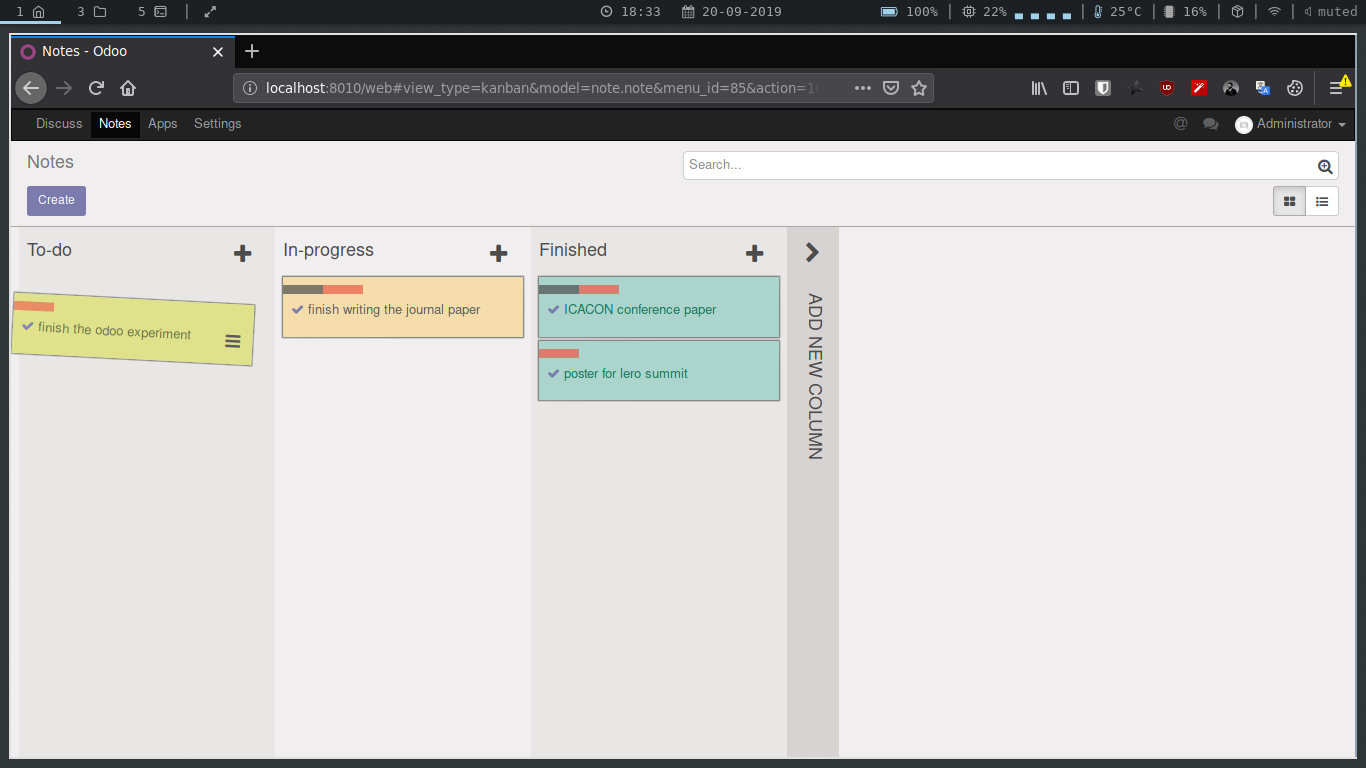 1 3 5 18:33 20-09-2019 100% 22% 25°C 16% muted
Notes - Odoo
localhost:8010/web#view_type=kanban&model=note.note&menu_id=85&action=1
Discuss Notes Apps Settings Administrator
Notes
Search...
Create
To-do
In-progress
Finished
finish the odoo experiment
finish writing the journal paper
ICACON conference paper
poster for lero summit
ADD NEW COLUMN